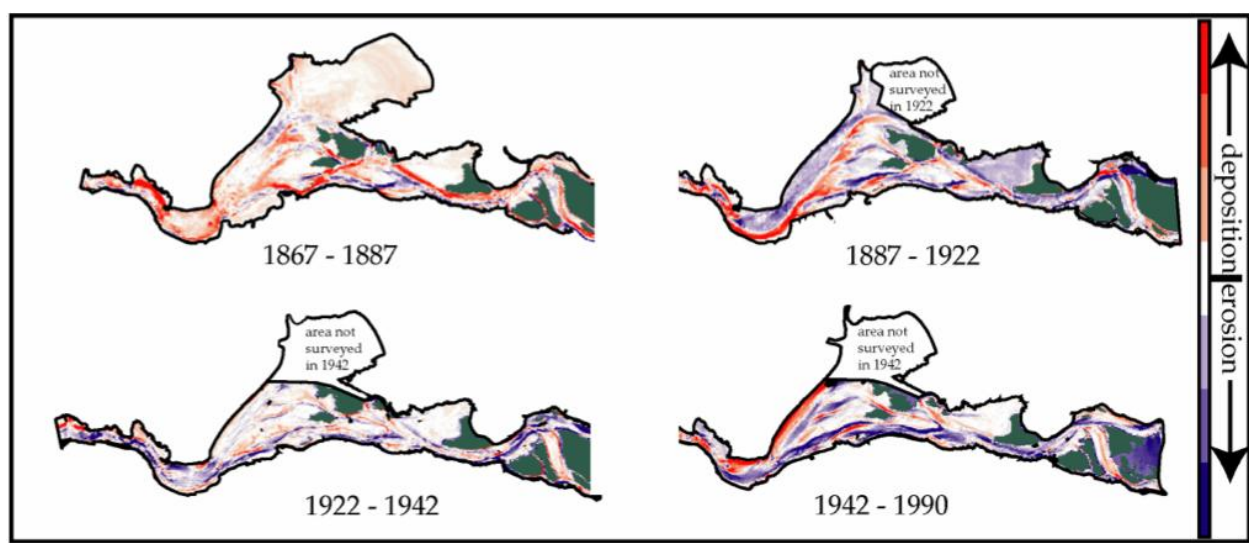 area not
surveyed
in 1922
1867 - 1887
1887 - 1922
area not
surveyed
in 1942
area not
surveyed
in 1942
1922 - 1942
1942 - 1990
deposition
erosion